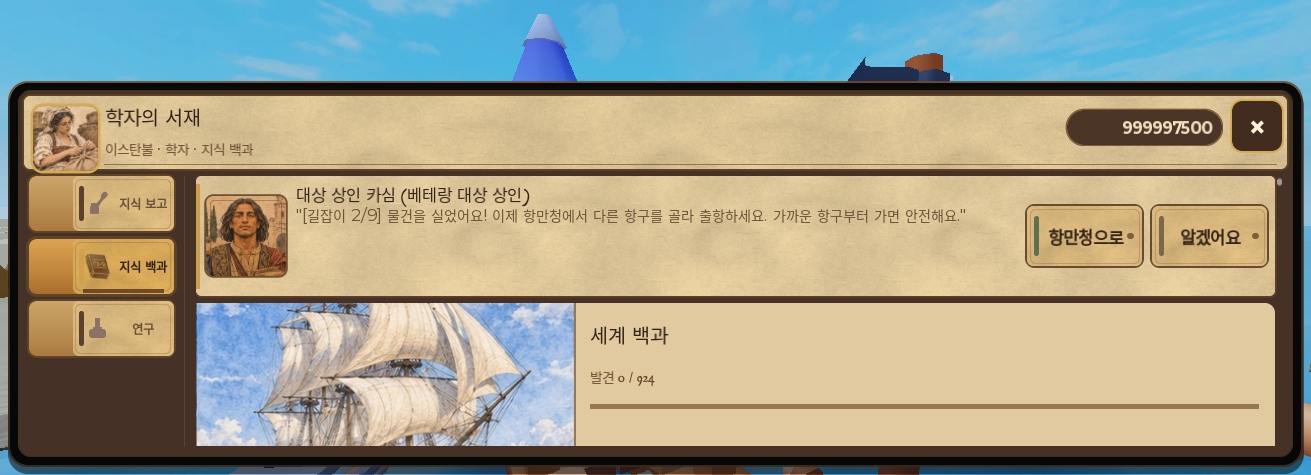 학자의 서재
이스탄불 · 학자 · 지식 백과
999997500
×
지식 보고
지식 백과
연구
대상 상인 카심 (베테랑 대상 상인)
"[길잡이 2/9] 물건을 실었어요! 이제 항만청에서 다른 항구를 골라 출항하세요. 가까운 항구부터 가면 안전해요."
항만청으로
알겠어요
세계 백과
발견 0 / 924